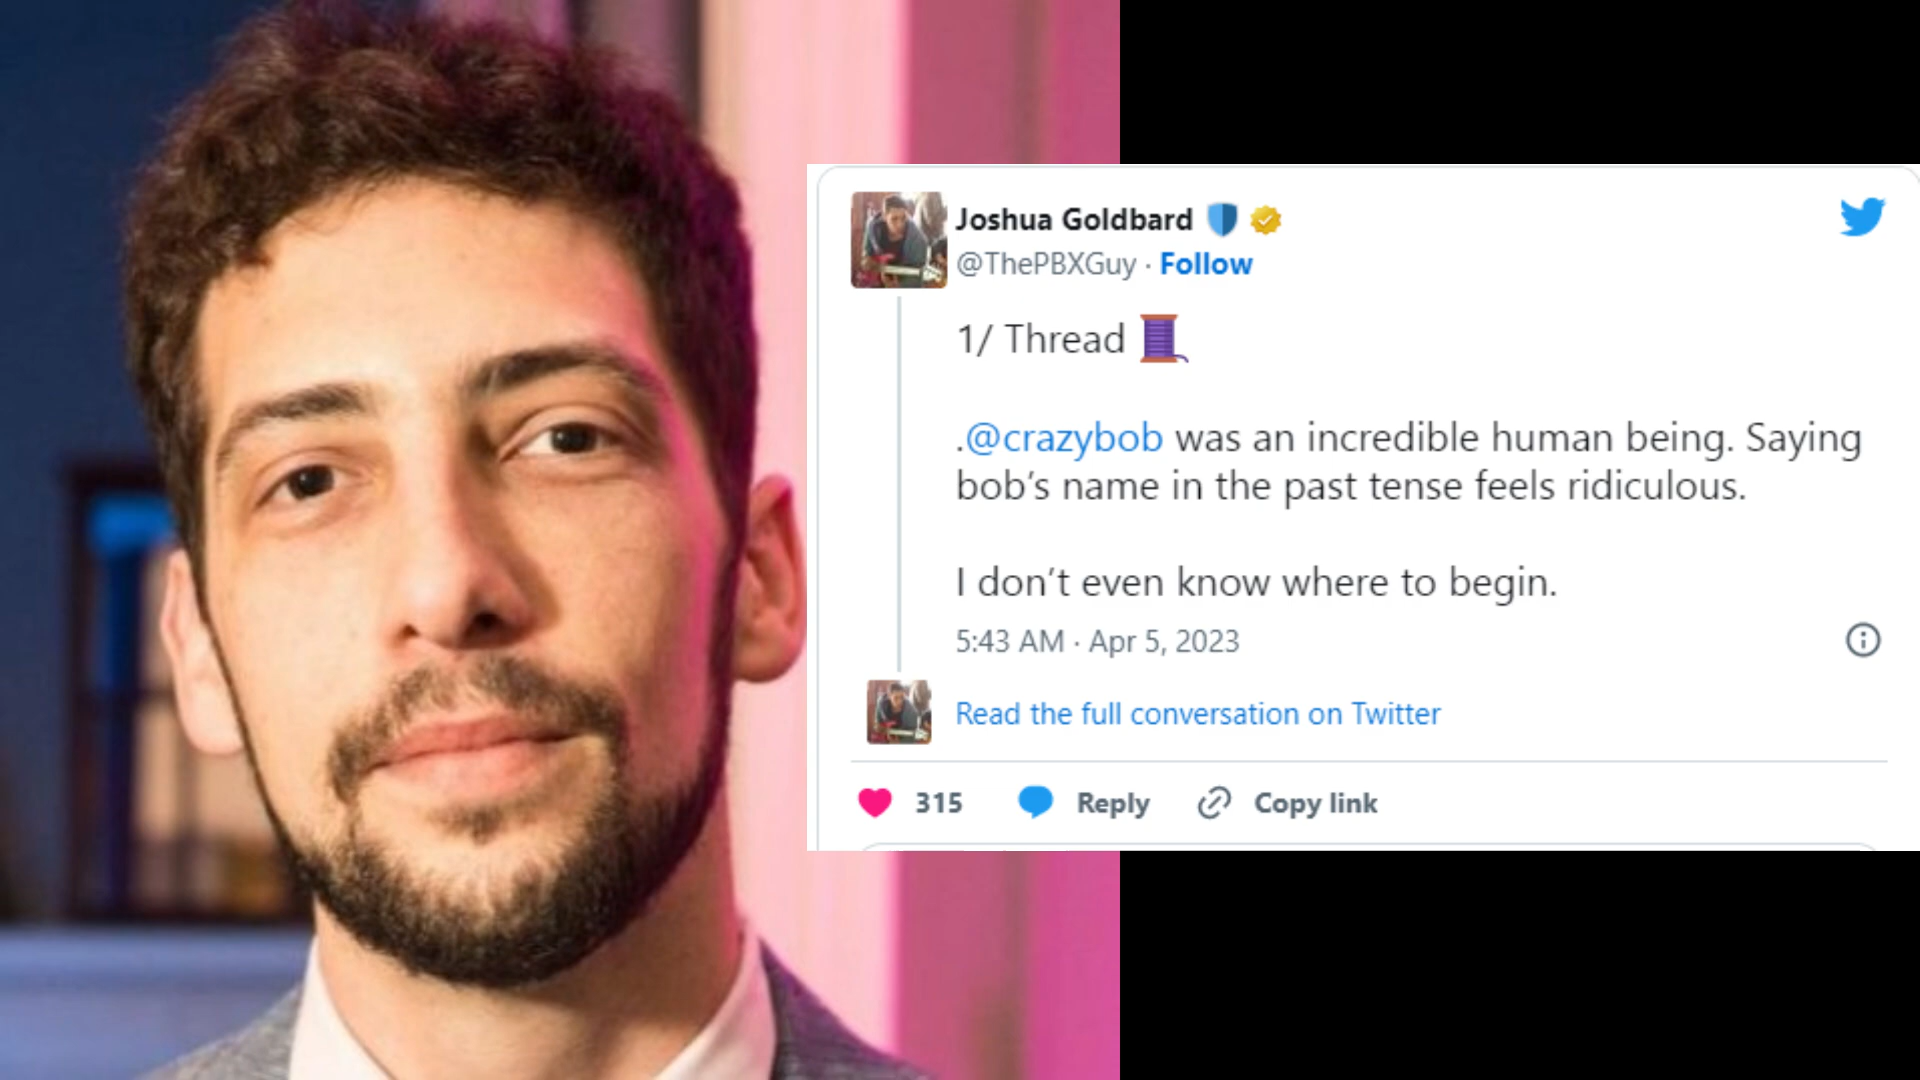 Joshua Goldbard
@ThePBXGuy · Follow
1/ Thread
.@crazybob was an incredible human being. Saying
bob’s name in the past tense feels ridiculous.
I don’t even know where to begin.
5:43 AM · Apr 5, 2023
Read the full conversation on Twitter
315 Reply Copy link